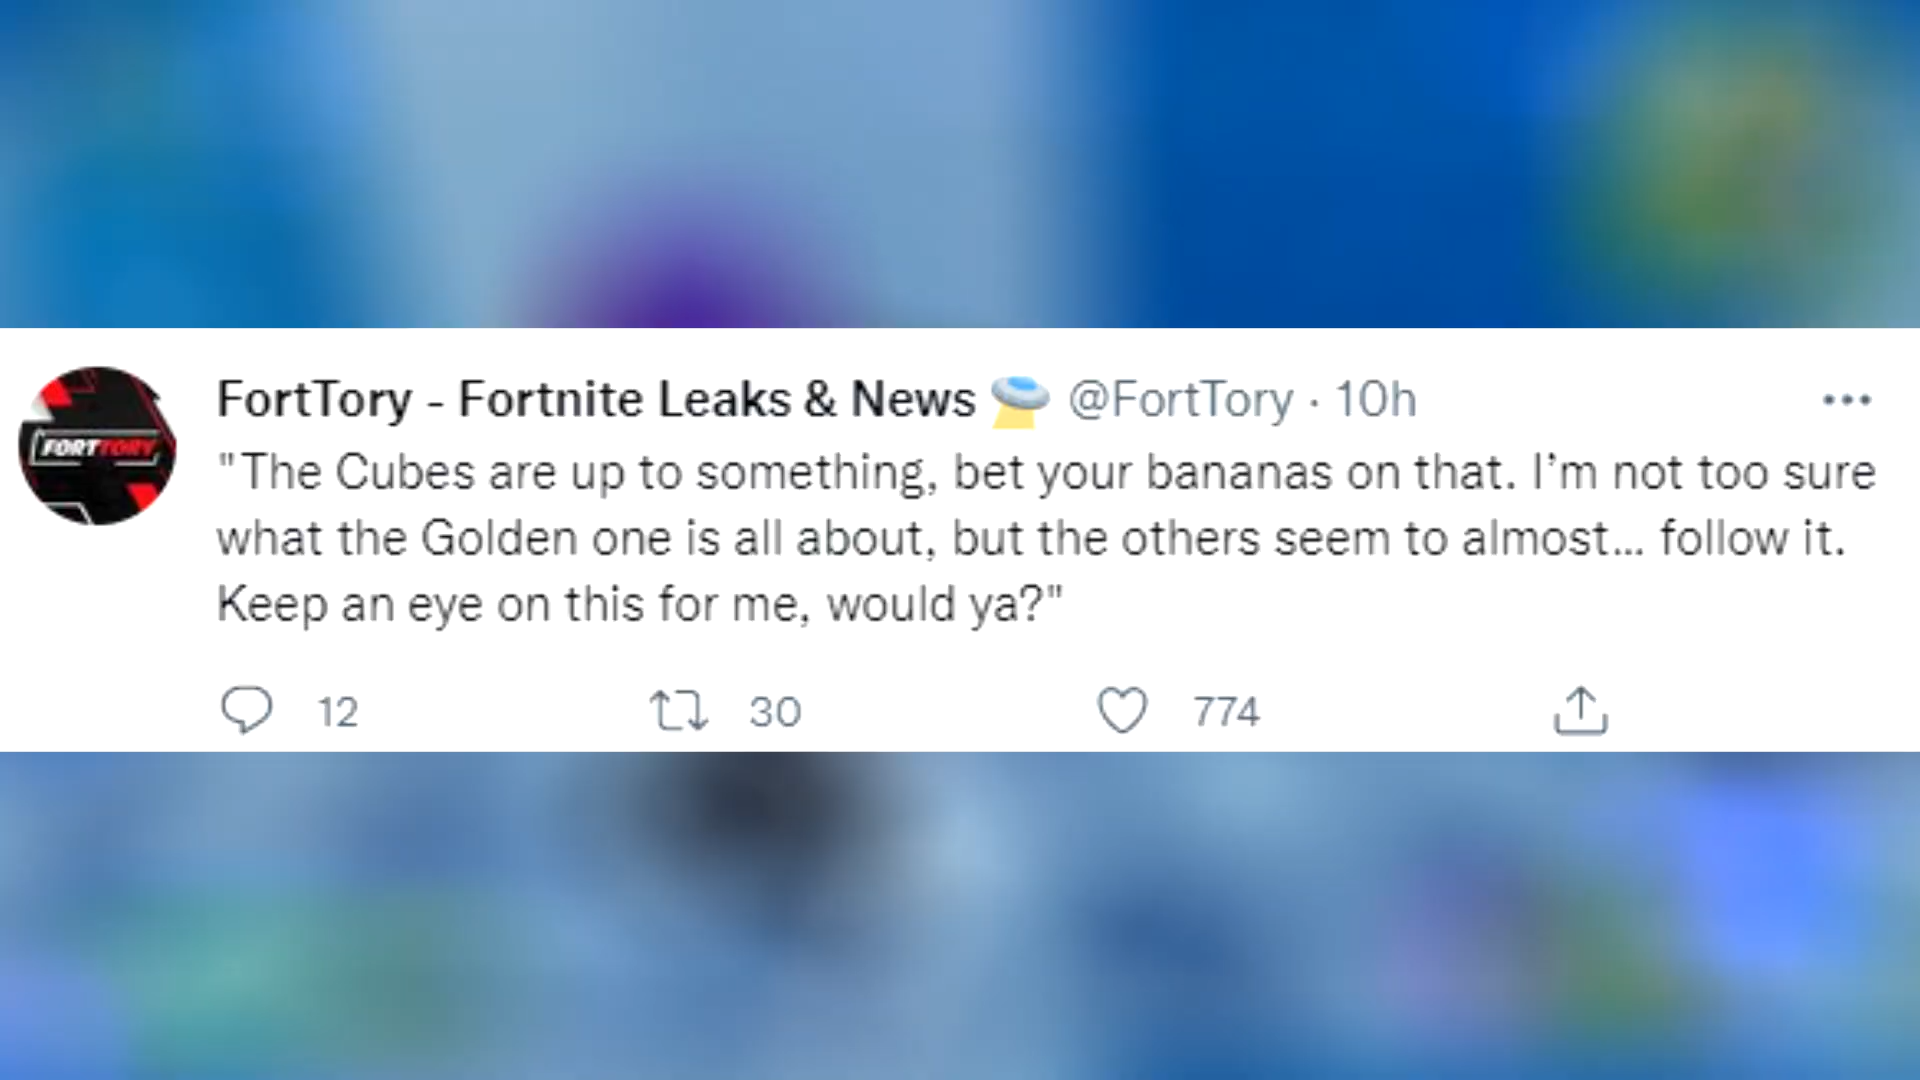 FORTTORY
FortTory - Fortnite Leaks & News 🛸 @FortTory · 10h
"The Cubes are up to something, bet your bananas on that. I’m not too sure
what the Golden one is all about, but the others seem to almost... follow it.
Keep an eye on this for me, would ya?"
12 30 774